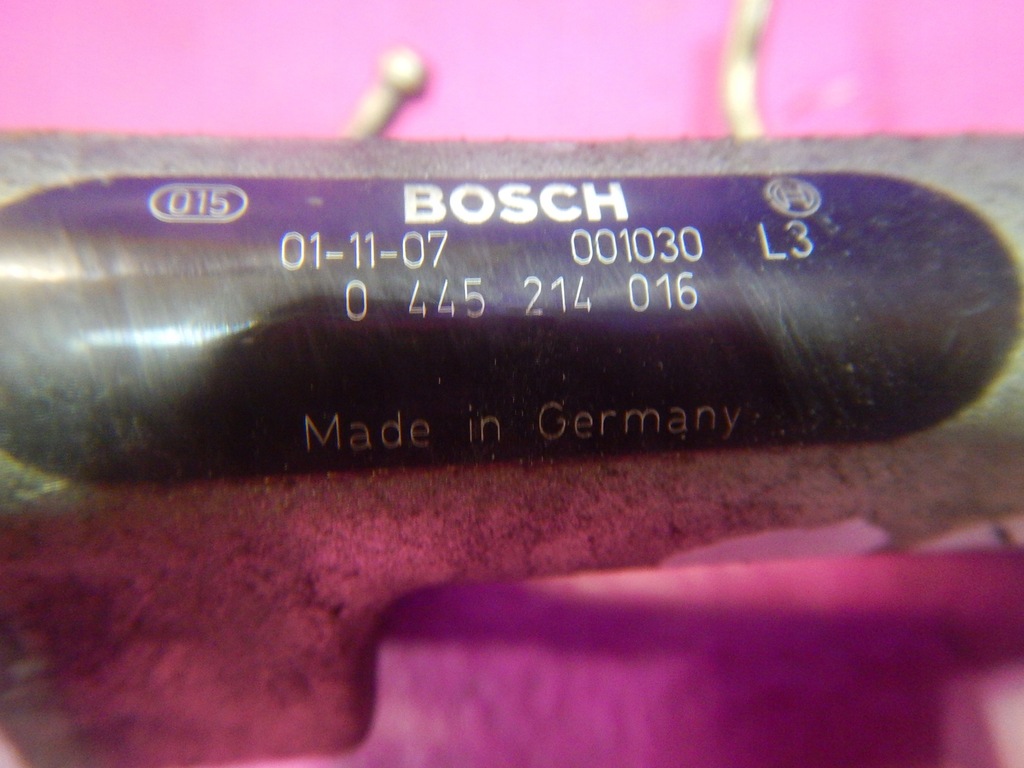 015 BOSCH
01-11-07 001030 L3
0 445 214 016
Made in Germany